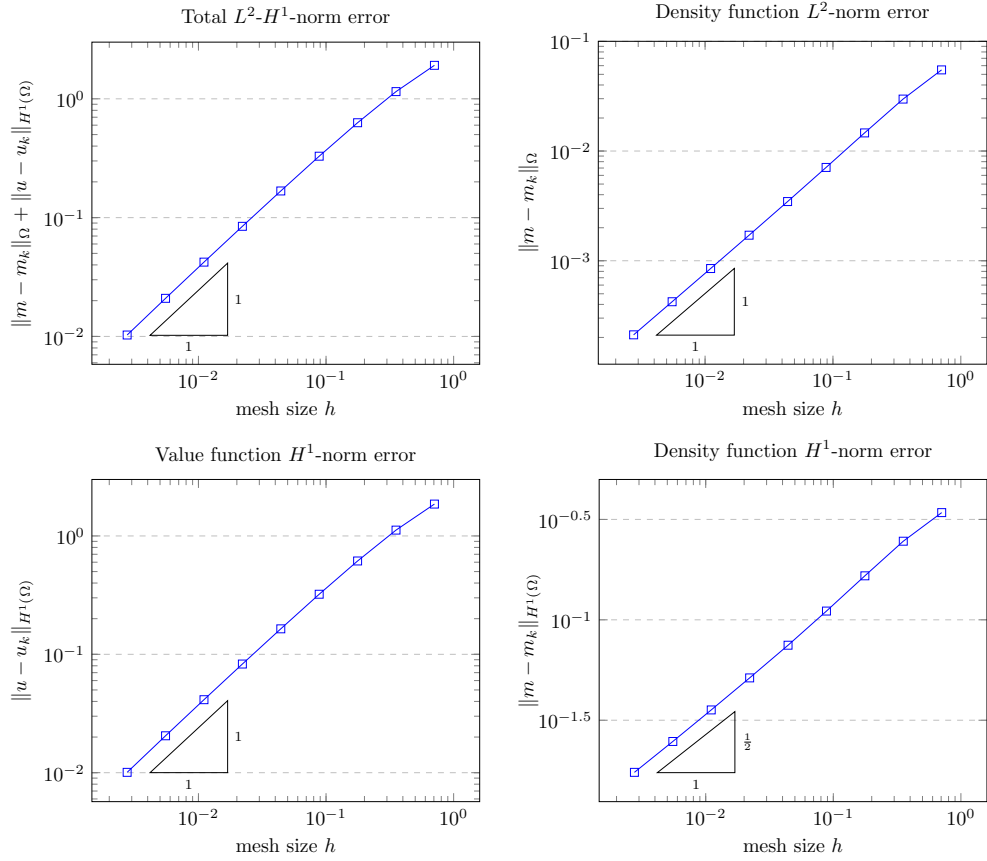 Total L²-H¹-norm error
‖m − m_k‖_Ω + ‖u − u_k‖_{H¹(Ω)}
10⁰
10⁻¹
10⁻²
1
1
10⁻² 10⁻¹ 10⁰
mesh size h
Density function L²-norm error
‖m − m_k‖_Ω
10⁻¹
10⁻²
10⁻³
1
1
10⁻² 10⁻¹ 10⁰
mesh size h
Value function H¹-norm error
‖u − u_k‖_{H¹(Ω)}
10⁰
10⁻¹
10⁻²
1
1
10⁻² 10⁻¹ 10⁰
mesh size h
Density function H¹-norm error
‖m − m_k‖_{H¹(Ω)}
10^{−0.5}
10⁻¹
10^{−1.5}
½
1
10⁻² 10⁻¹ 10⁰
mesh size h